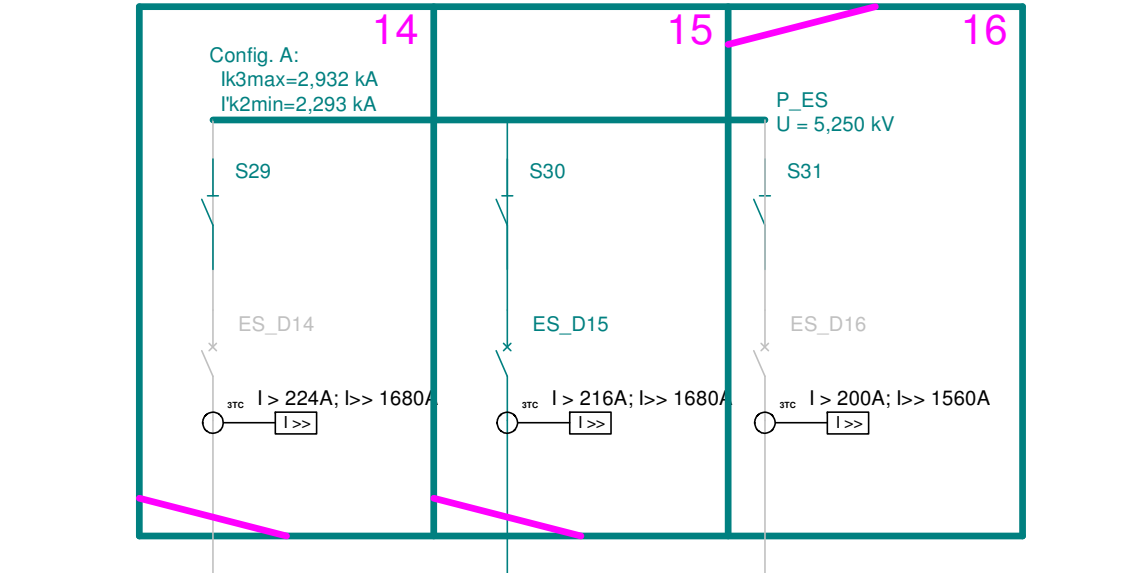 14
15
16
Config. A:
Ik3max=2,932 kA
I'k2min=2,293 kA
P_ES
U = 5,250 kV
S29
S30
S31
ES_D14
ES_D15
ES_D16
3TC I > 224A; I>> 1680A
3TC I > 216A; I>> 1680A
3TC I > 200A; I>> 1560A
I >>
I >>
I >>